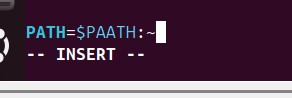 PATH=$PAATH:~
-- INSERT --